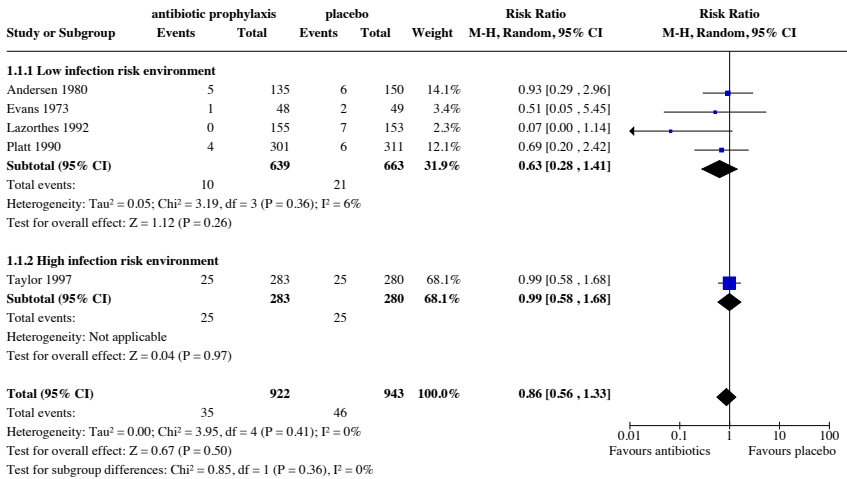 antibiotic prophylaxis placebo Risk Ratio Risk Ratio
Study or Subgroup Events Total Events Total Weight M-H, Random, 95% CI M-H, Random, 95% CI
1.1.1 Low infection risk environment
Andersen 1980 5 135 6 150 14.1% 0.93 [0.29 , 2.96]
Evans 1973 1 48 2 49 3.4% 0.51 [0.05 , 5.45]
Lazorthes 1992 0 155 7 153 2.3% 0.07 [0.00 , 1.14]
Platt 1990 4 301 6 311 12.1% 0.69 [0.20 , 2.42]
Subtotal (95% CI) 639 663 31.9% 0.63 [0.28 , 1.41]
Total events: 10 21
Heterogeneity: Tau² = 0.05; Chi² = 3.19, df = 3 (P = 0.36); I² = 6%
Test for overall effect: Z = 1.12 (P = 0.26)
1.1.2 High infection risk environment
Taylor 1997 25 283 25 280 68.1% 0.99 [0.58 , 1.68]
Subtotal (95% CI) 283 280 68.1% 0.99 [0.58 , 1.68]
Total events: 25 25
Heterogeneity: Not applicable
Test for overall effect: Z = 0.04 (P = 0.97)
Total (95% CI) 922 943 100.0% 0.86 [0.56 , 1.33]
Total events: 35 46
Heterogeneity: Tau² = 0.00; Chi² = 3.95, df = 4 (P = 0.41); I² = 0%
Test for overall effect: Z = 0.67 (P = 0.50)
Test for subgroup differences: Chi² = 0.85, df = 1 (P = 0.36), I² = 0%
0.01 0.1 1 10 100
Favours antibiotics Favours placebo